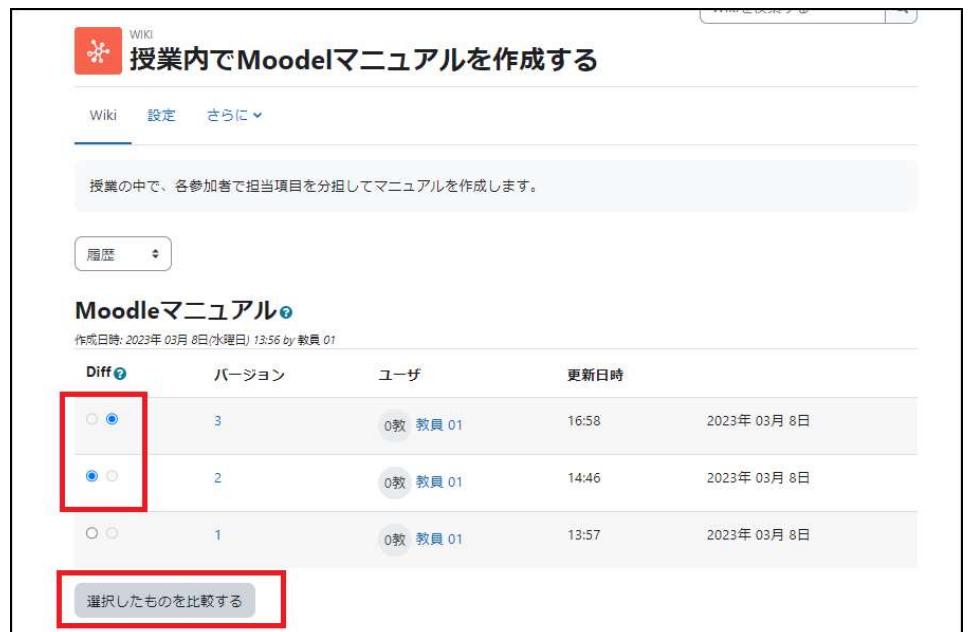 WIKI
授業内でMoodelマニュアルを作成する
Wiki 設定 さらに
授業の中で、各参加者で担当項目を分担してマニュアルを作成します。
履歴
Moodleマニュアル
作成日時: 2023年 03月 8日(水曜日) 13:56 by 教員 01
Diff バージョン ユーザ 更新日時
3 0教 教員 01 16:58 2023年 03月 8日
2 0教 教員 01 14:46 2023年 03月 8日
1 0教 教員 01 13:57 2023年 03月 8日
選択したものを比較する